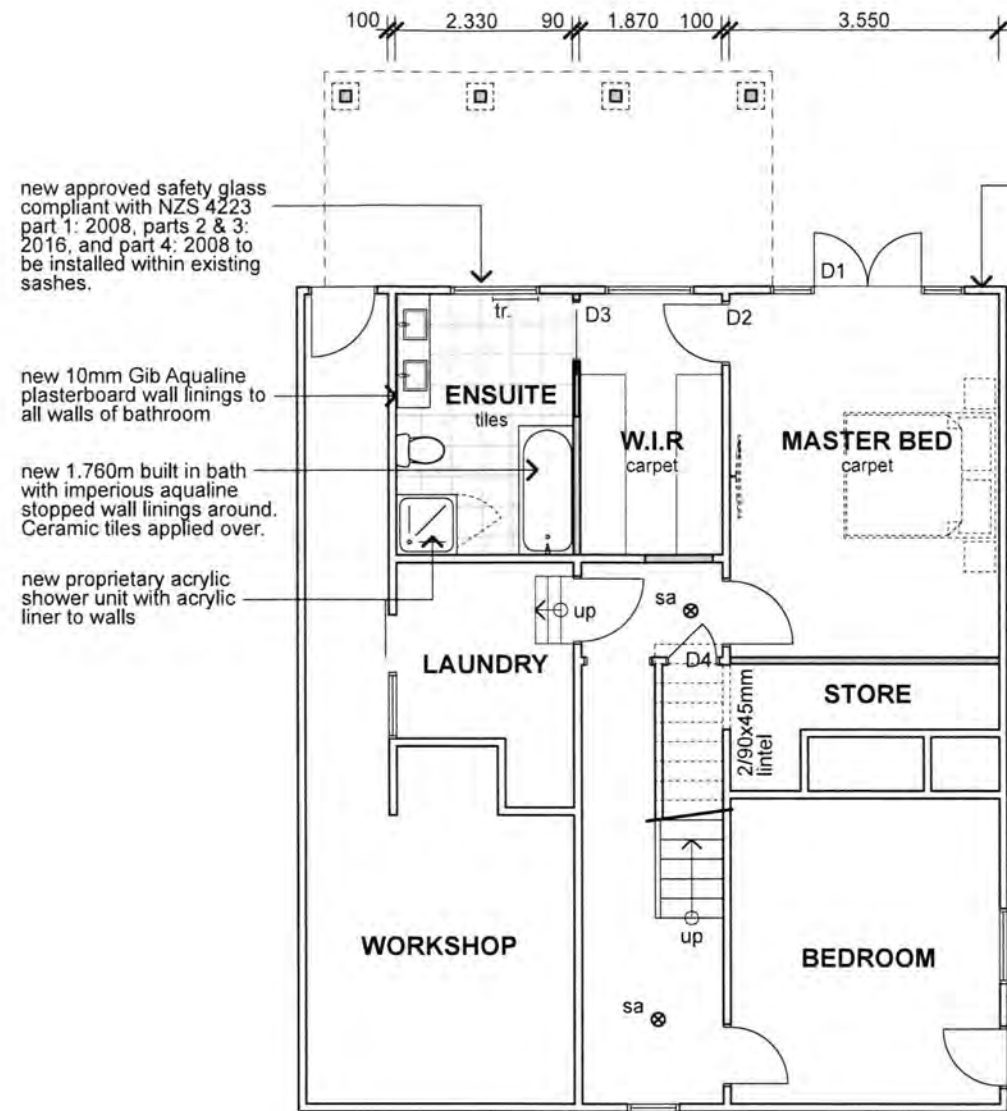 100 2.330 90 1.870 100 3.550
new approved safety glass
compliant with NZS 4223
part 1: 2008, parts 2 & 3:
2016, and part 4: 2008 to
be installed within existing
sashes.
D1
tr.
D3
D2
new 10mm Gib Aqualine
plasterboard wall linings to
all walls of bathroom
ENSUITE
tiles
W.I.R
carpet
MASTER BED
carpet
new 1.760m built in bath
with imperious aqualine
stopped wall linings around.
Ceramic tiles applied over.
new proprietary acrylic
shower unit with acrylic
liner to walls
up
sa
LAUNDRY
D4
STORE
2/90x45mm
lintel
WORKSHOP
up
BEDROOM
sa